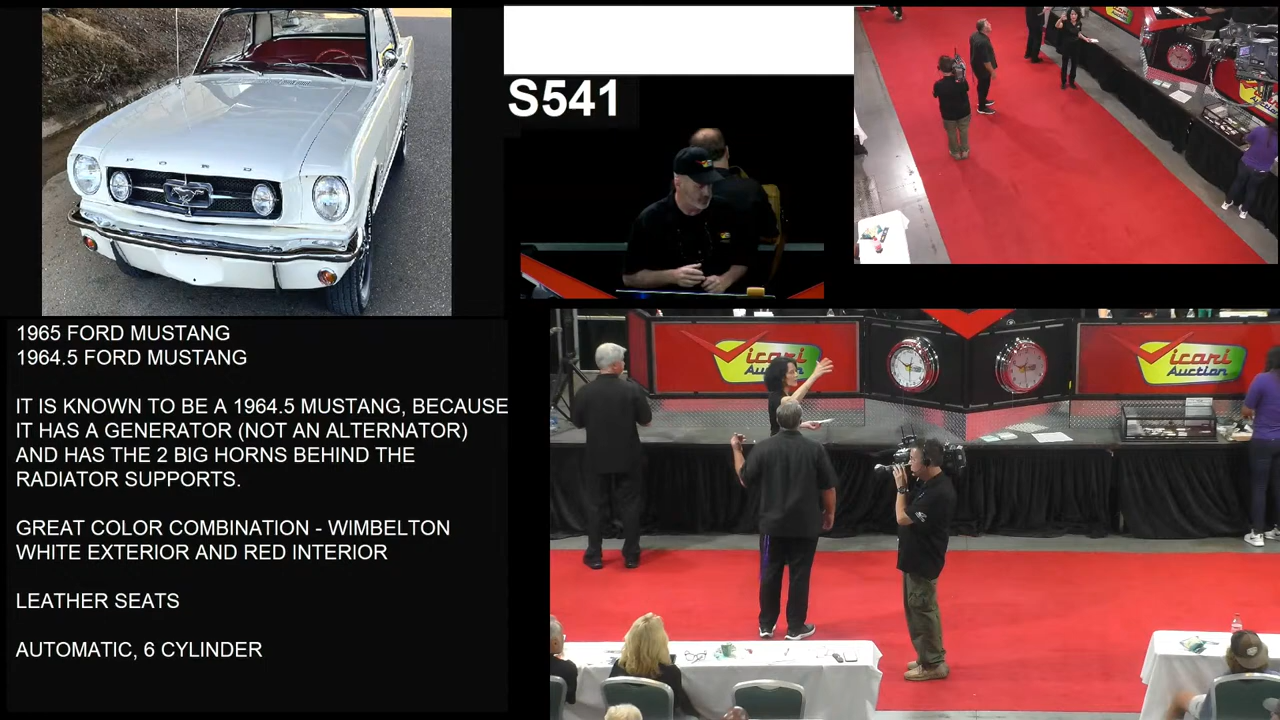 FORD
S541
1965 FORD MUSTANG
1964.5 FORD MUSTANG
IT IS KNOWN TO BE A 1964.5 MUSTANG, BECAUSE
IT HAS A GENERATOR (NOT AN ALTERNATOR)
AND HAS THE 2 BIG HORNS BEHIND THE
RADIATOR SUPPORTS.
GREAT COLOR COMBINATION - WIMBELTON
WHITE EXTERIOR AND RED INTERIOR
LEATHER SEATS
AUTOMATIC, 6 CYLINDER
Vicari
Auction
Vicari
Auction